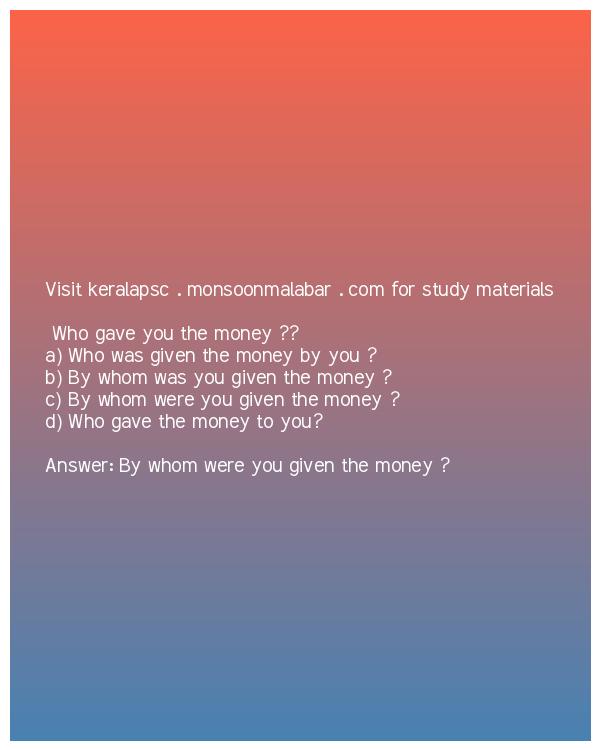 Visit keralapsc . monsoonmalabar . com for study materials
Who gave you the money ??
a) Who was given the money by you ?
b) By whom was you given the money ?
c) By whom were you given the money ?
d) Who gave the money to you?
Answer: By whom were you given the money ?